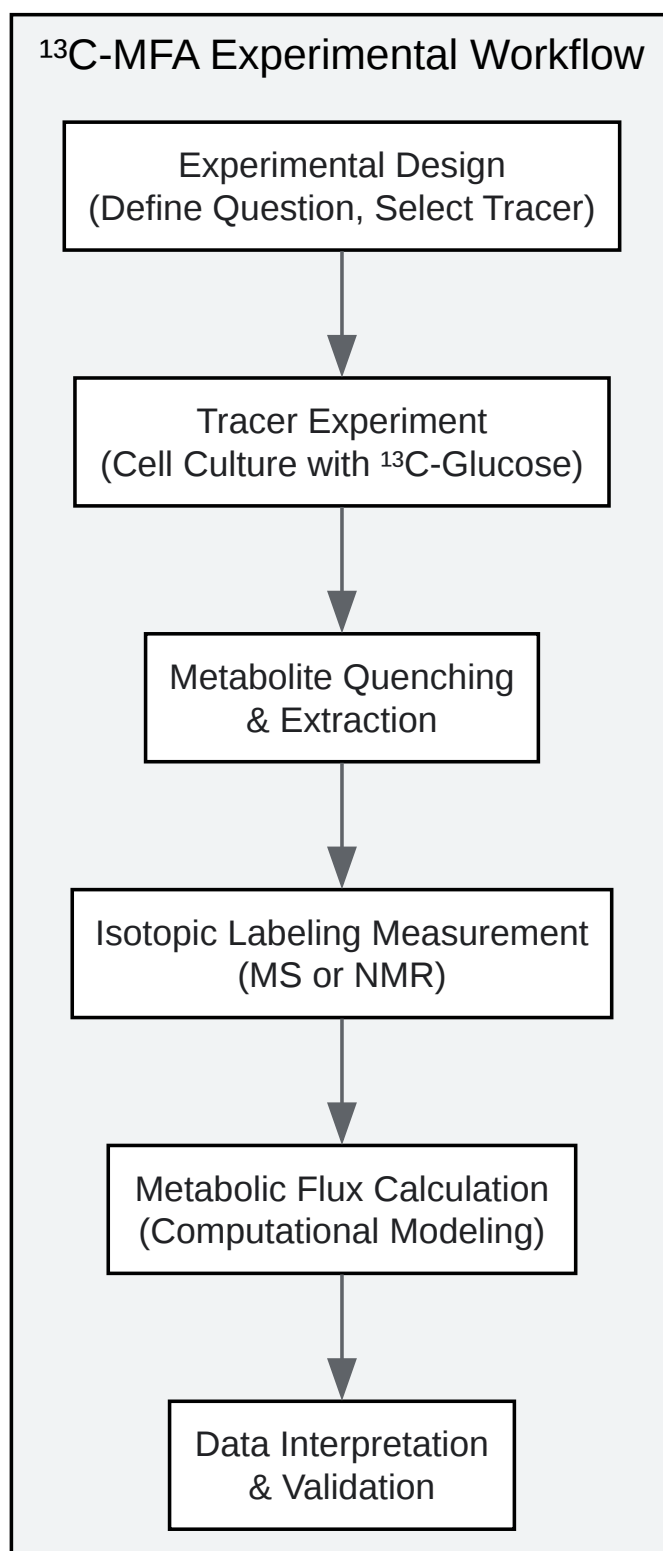 ¹³C-MFA Experimental Workflow
Experimental Design
(Define Question, Select Tracer)
Tracer Experiment
(Cell Culture with ¹³C-Glucose)
Metabolite Quenching
& Extraction
Isotopic Labeling Measurement
(MS or NMR)
Metabolic Flux Calculation
(Computational Modeling)
Data Interpretation
& Validation